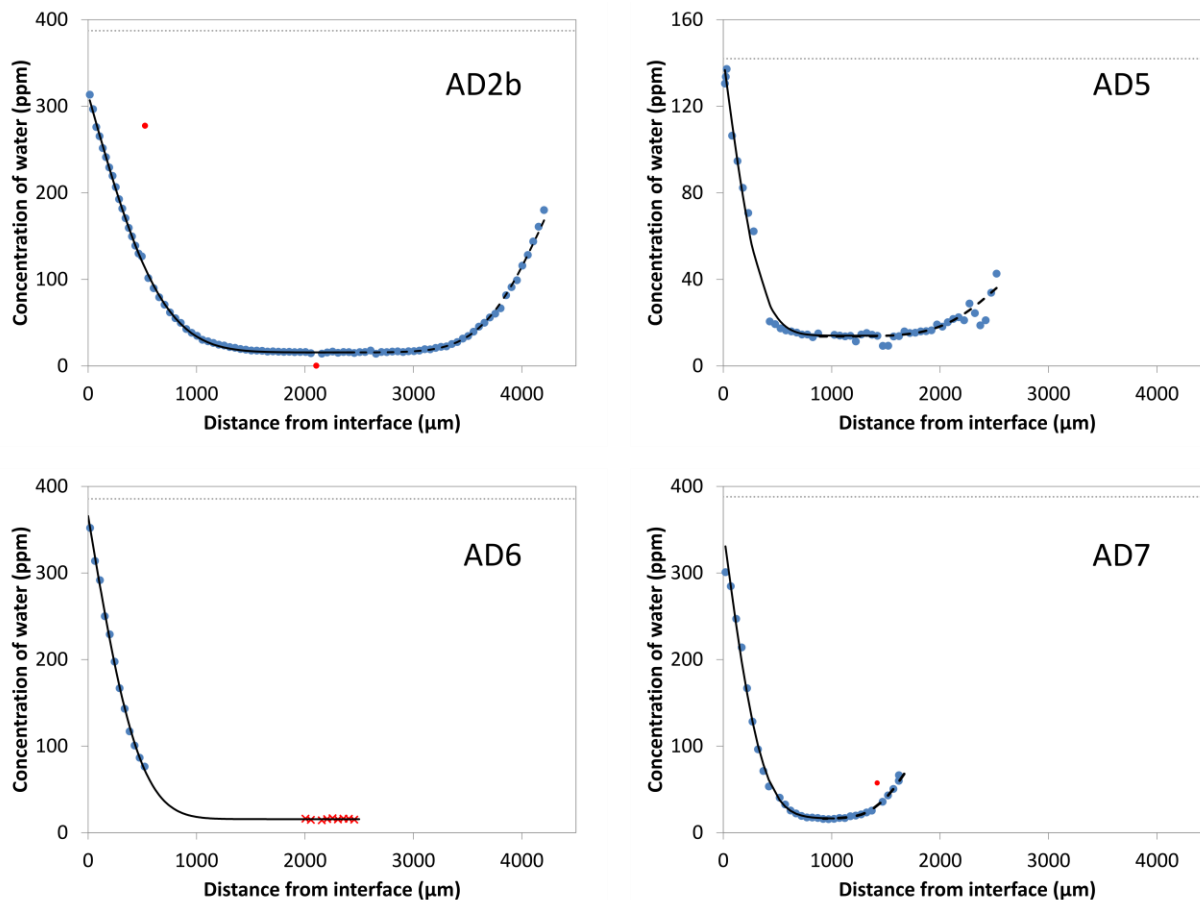 AD2b
Concentration of water (ppm)
400
300
200
100
0
0 1000 2000 3000 4000
Distance from interface (µm)
AD5
Concentration of water (ppm)
160
120
80
40
0
0 1000 2000 3000 4000
Distance from interface (µm)
AD6
Concentration of water (ppm)
400
300
200
100
0
0 1000 2000 3000 4000
Distance from interface (µm)
AD7
Concentration of water (ppm)
400
300
200
100
0
0 1000 2000 3000 4000
Distance from interface (µm)